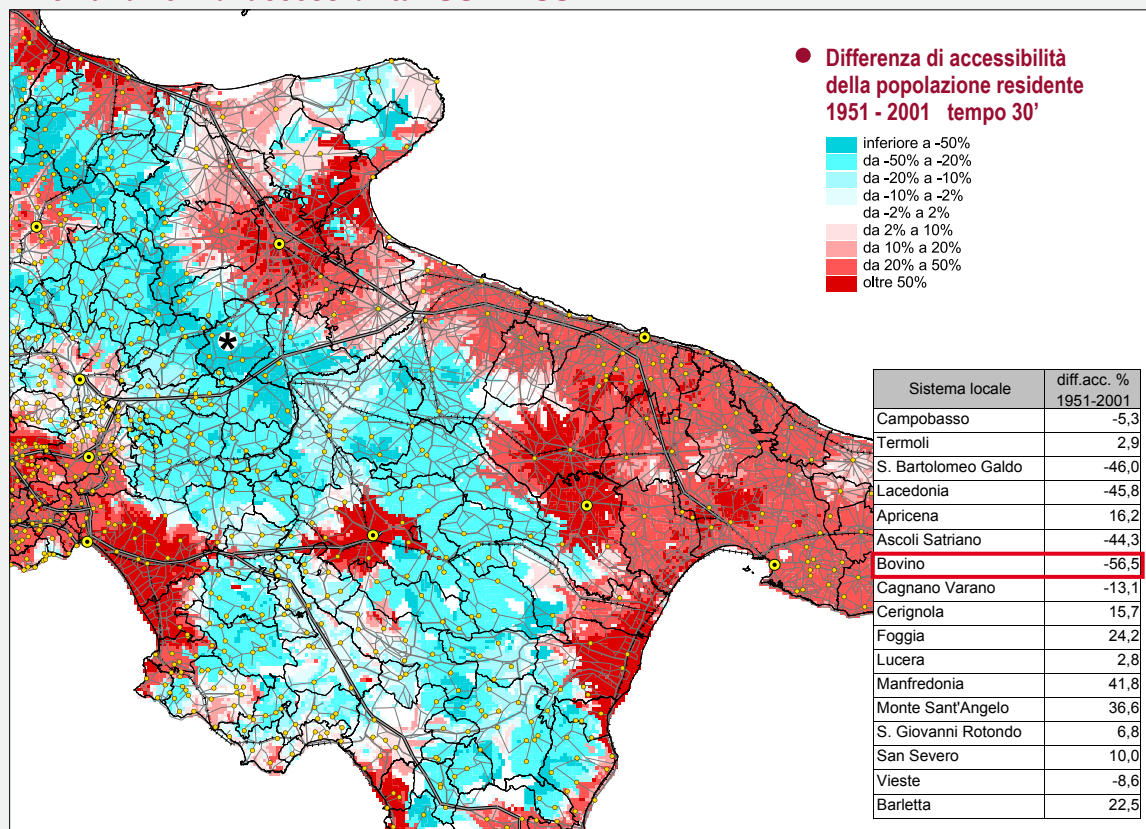 ● Differenza di accessibilità
della popolazione residente
1951 - 2001 tempo 30'
inferiore a -50%
da -50% a -20%
da -20% a -10%
da -10% a -2%
da -2% a 2%
da 2% a 10%
da 10% a 20%
da 20% a 50%
oltre 50%
*
Sistema locale diff.acc. % 1951-2001
Campobasso -5,3
Termoli 2,9
S. Bartolomeo Galdo -46,0
Lacedonia -45,8
Apricena 16,2
Ascoli Satriano -44,3
Bovino -56,5
Cagnano Varano -13,1
Cerignola 15,7
Foggia 24,2
Lucera 2,8
Manfredonia 41,8
Monte Sant'Angelo 36,6
S. Giovanni Rotondo 6,8
San Severo 10,0
Vieste -8,6
Barletta 22,5